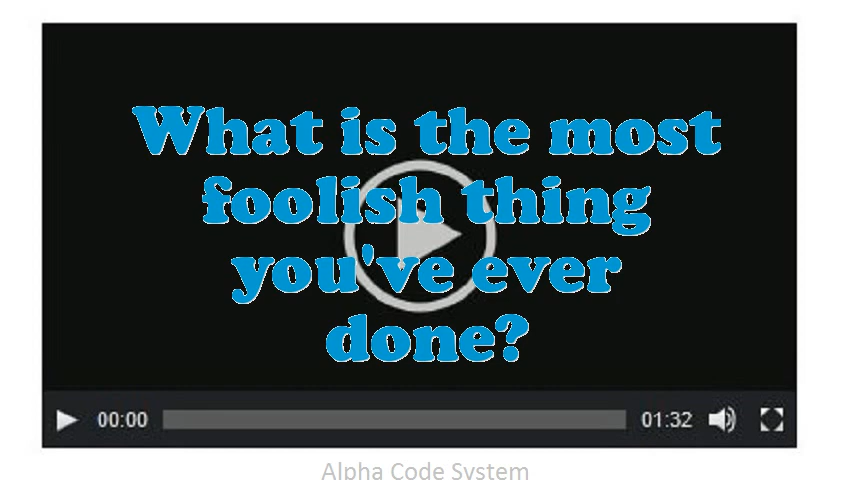 What is the most
foolish thing
you've ever
done?
00:00
01:32
Alpha Code System